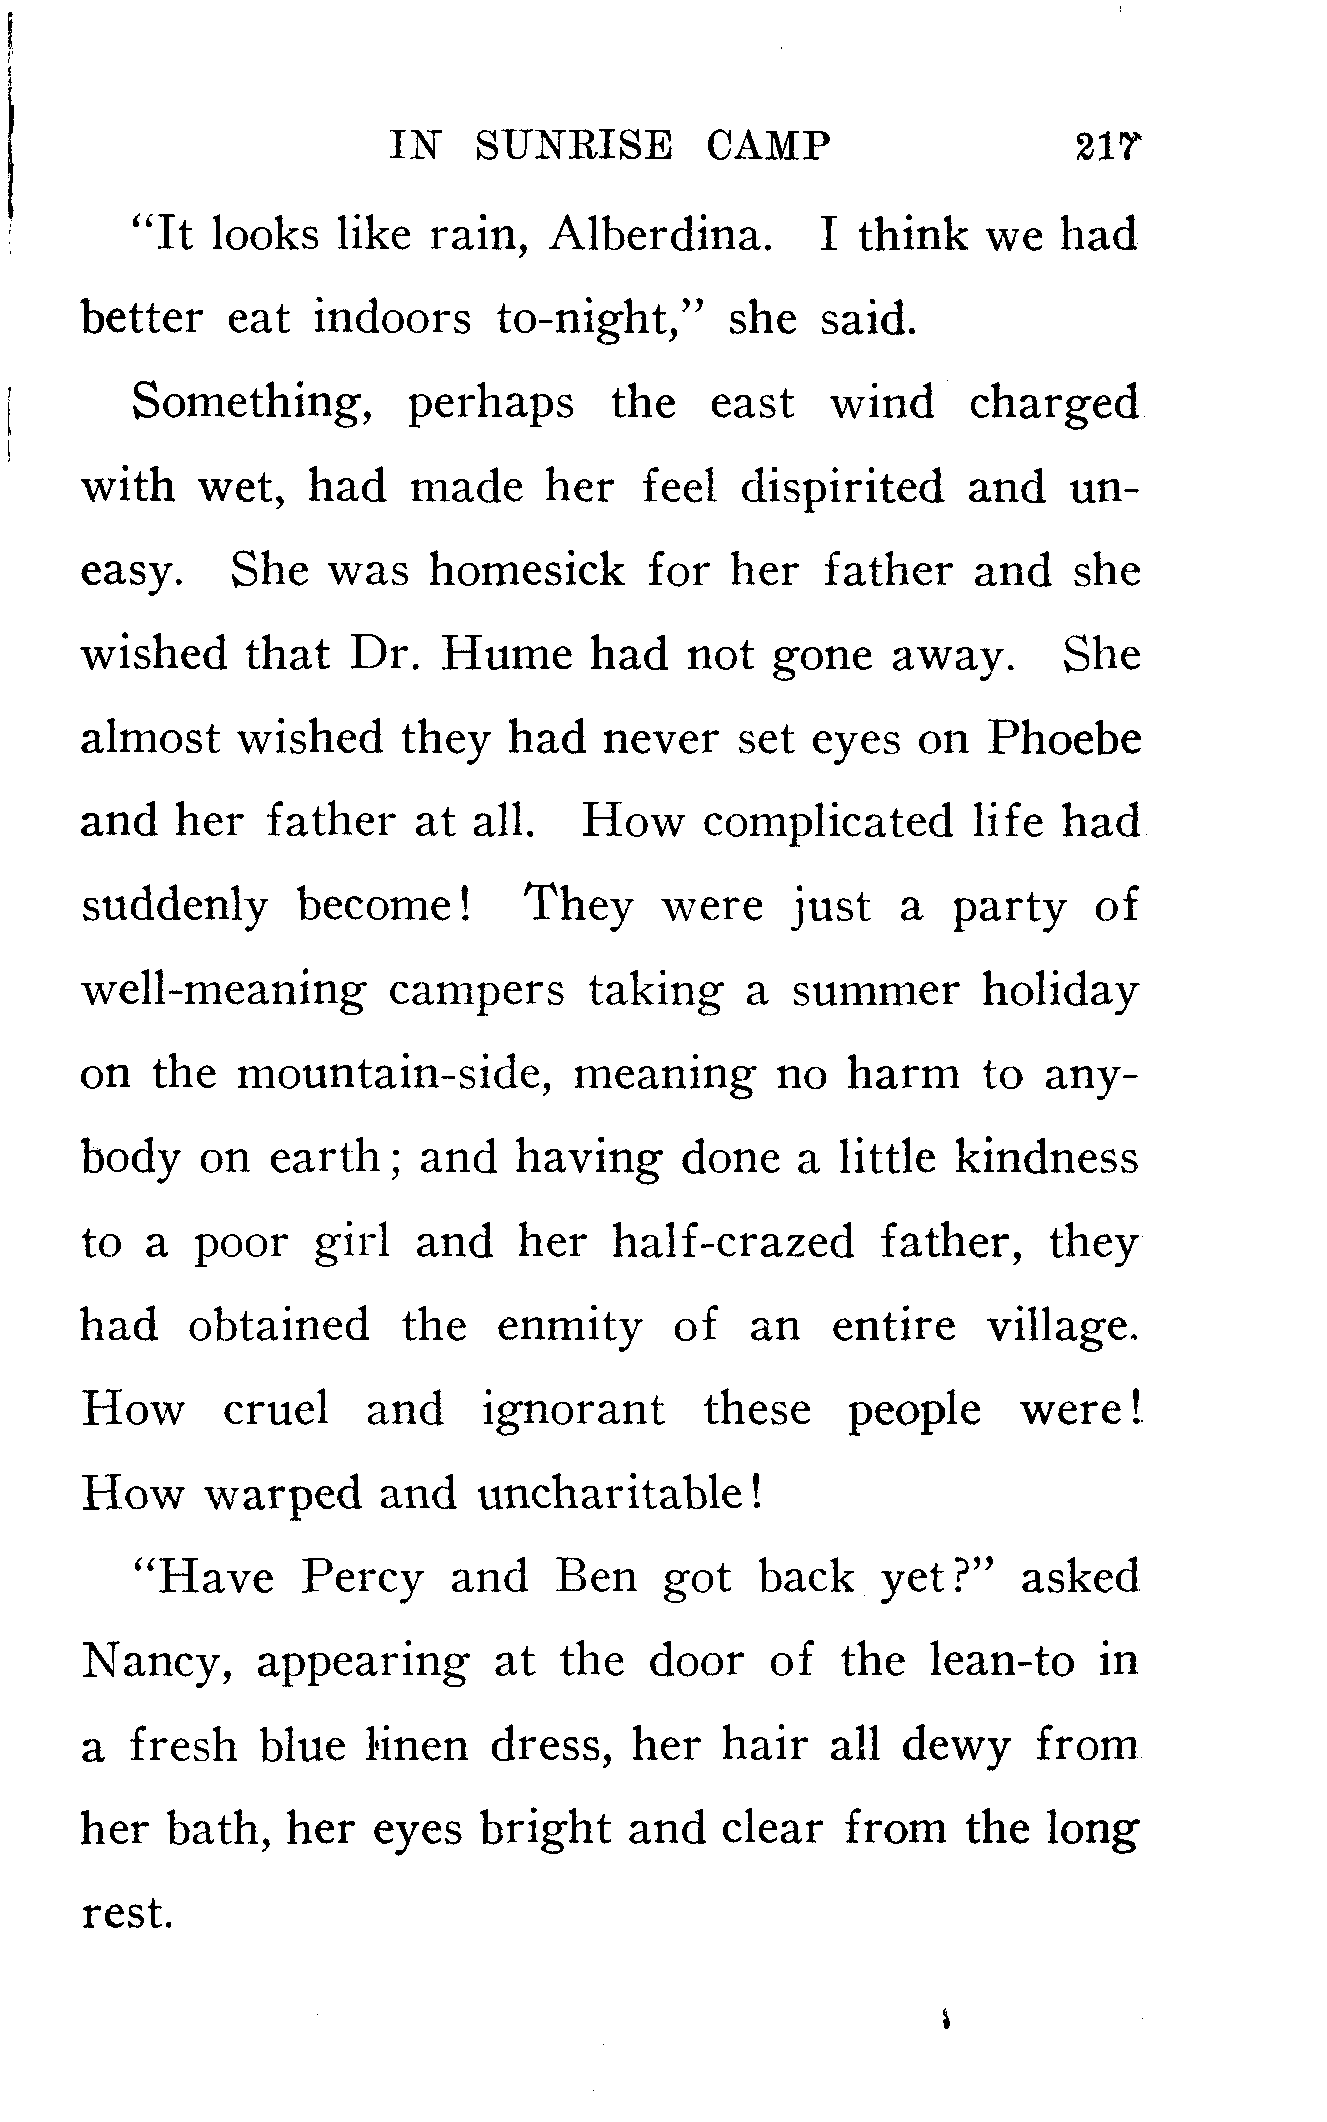 IN SUNRISE CAMP 217
“It looks like rain, Alberdina. I think we had
better eat indoors to-night,” she said.
Something, perhaps the east wind charged
with wet, had made her feel dispirited and un-
easy. She was homesick for her father and she
wished that Dr. Hume had not gone away. She
almost wished they had never set eyes on Phoebe
and her father at all. How complicated life had
suddenly become! They were just a party of
well-meaning campers taking a summer holiday
on the mountain-side, meaning no harm to any-
body on earth; and having done a little kindness
to a poor girl and her half-crazed father, they
had obtained the enmity of an entire village.
How cruel and ignorant these people were!
How warped and uncharitable!
“Have Percy and Ben got back yet?” asked
Nancy, appearing at the door of the lean-to in
a fresh blue linen dress, her hair all dewy from
her bath, her eyes bright and clear from the long
rest.